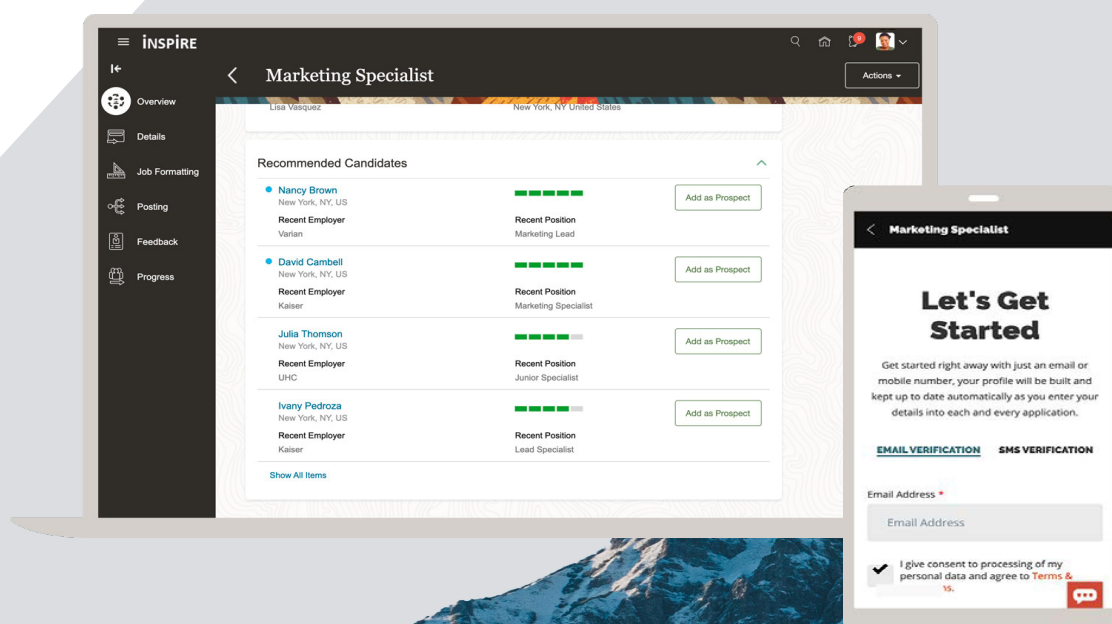 iNSPiRE
9
Marketing Specialist
Actions
Overview
Details
Job Formatting
Posting
Feedback
Progress
Lisa Vasquez
New York, NY United States
Recommended Candidates
Nancy Brown
New York, NY, US
Add as Prospect
Recent Employer
Recent Position
Varian
Marketing Lead
David Cambell
New York, NY, US
Add as Prospect
Recent Employer
Recent Position
Kaiser
Marketing Specialist
Julia Thomson
New York, NY, US
Add as Prospect
Recent Employer
Recent Position
UHC
Junior Specialist
Ivany Pedroza
New York, NY, US
Add as Prospect
Recent Employer
Recent Position
Kaiser
Lead Specialist
Show All Items
Marketing Specialist
Let's Get
Started
Get started right away with just an email or
mobile number, your profile will be built and
kept up to date automatically as you enter your
details into each and every application.
EMAIL VERIFICATION
SMS VERIFICATION
Email Address *
Email Address
I give consent to processing of my
personal data and agree to Terms &